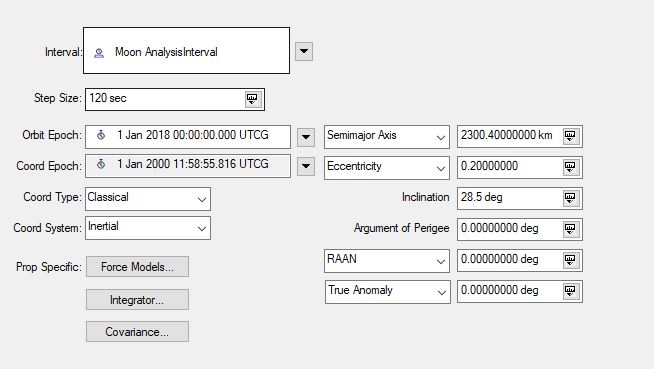 Interval: Moon AnalysisInterval
Step Size: 120 sec
Orbit Epoch: 1 Jan 2018 00:00:00.000 UTCG Semimajor Axis 2300.40000000 km
Coord Epoch: 1 Jan 2000 11:58:55.816 UTCG Eccentricity 0.20000000
Coord Type: Classical Inclination 28.5 deg
Coord System: Inertial Argument of Perigee 0.00000000 deg
Prop Specific: Force Models... RAAN 0.00000000 deg
Integrator... True Anomaly 0.00000000 deg
Covariance...